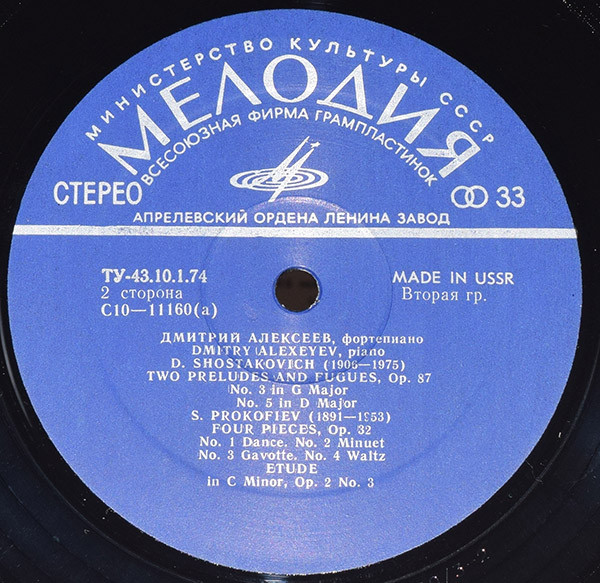 МИНИСТЕРСТВО КУЛЬТУРЫ СССР
МЕЛОДИЯ
ВСЕСОЮЗНАЯ ФИРМА ГРАМПЛАСТИНОК
СТЕРЕО
33
АПРЕЛЕВСКИЙ ОРДЕНА ЛЕНИНА ЗАВОД
ТУ-43.10.1.74
2 сторона
С10—11160(а)
MADE IN USSR
Вторая гр.
ДМИТРИЙ АЛЕКСЕЕВ, фортепиано
DMITRY ALEXEYEV, piano
D. SHOSTAKOVICH (1906—1975)
TWO PRELUDES AND FUGUES, Op. 87
No. 3 in G Major
No. 5 in D Major
S. PROKOFIEV (1891—1953)
FOUR PIECES, Op. 32
No. 1 Dance. No. 2 Minuet
No. 3 Gavotte. No. 4 Waltz
ETUDE
in C Minor, Op. 2 No. 3